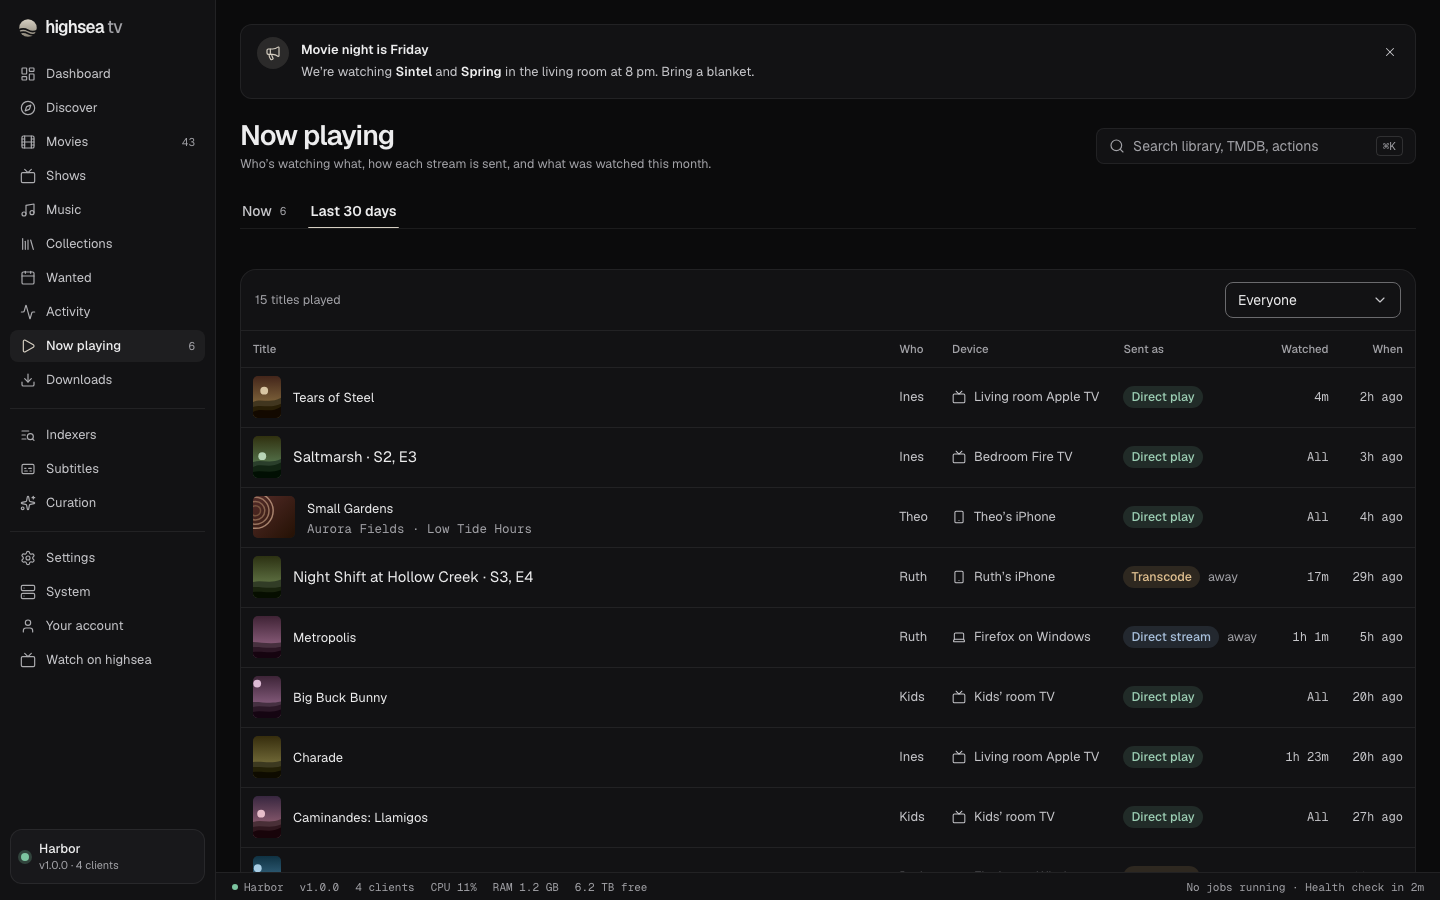 highsea tv
Dashboard
Discover
Movies 43
Shows
Music
Collections
Wanted
Activity
Now playing 6
Downloads
Indexers
Subtitles
Curation
Settings
System
Your account
Watch on highsea
Harbor
v1.0.0 · 4 clients
Movie night is Friday
We're watching Sintel and Spring in the living room at 8 pm. Bring a blanket.
Now playing
Who's watching what, how each stream is sent, and what was watched this month.
Search library, TMDB, actions ⌘K
Now 6 Last 30 days
15 titles played
Everyone
Title Who Device Sent as Watched When
Tears of Steel Ines Living room Apple TV Direct play 4m 2h ago
Saltmarsh · S2, E3 Ines Bedroom Fire TV Direct play All 3h ago
Small Gardens
Aurora Fields · Low Tide Hours Theo Theo's iPhone Direct play All 4h ago
Night Shift at Hollow Creek · S3, E4 Ruth Ruth's iPhone Transcode away 17m 29h ago
Metropolis Ruth Firefox on Windows Direct stream away 1h 1m 5h ago
Big Buck Bunny Kids Kids' room TV Direct play All 20h ago
Charade Ines Living room Apple TV Direct play 1h 23m 20h ago
Caminandes: Llamigos Kids Kids' room TV Direct play All 27h ago
Harbor v1.0.0 4 clients CPU 11% RAM 1.2 GB 6.2 TB free
No jobs running · Health check in 2m